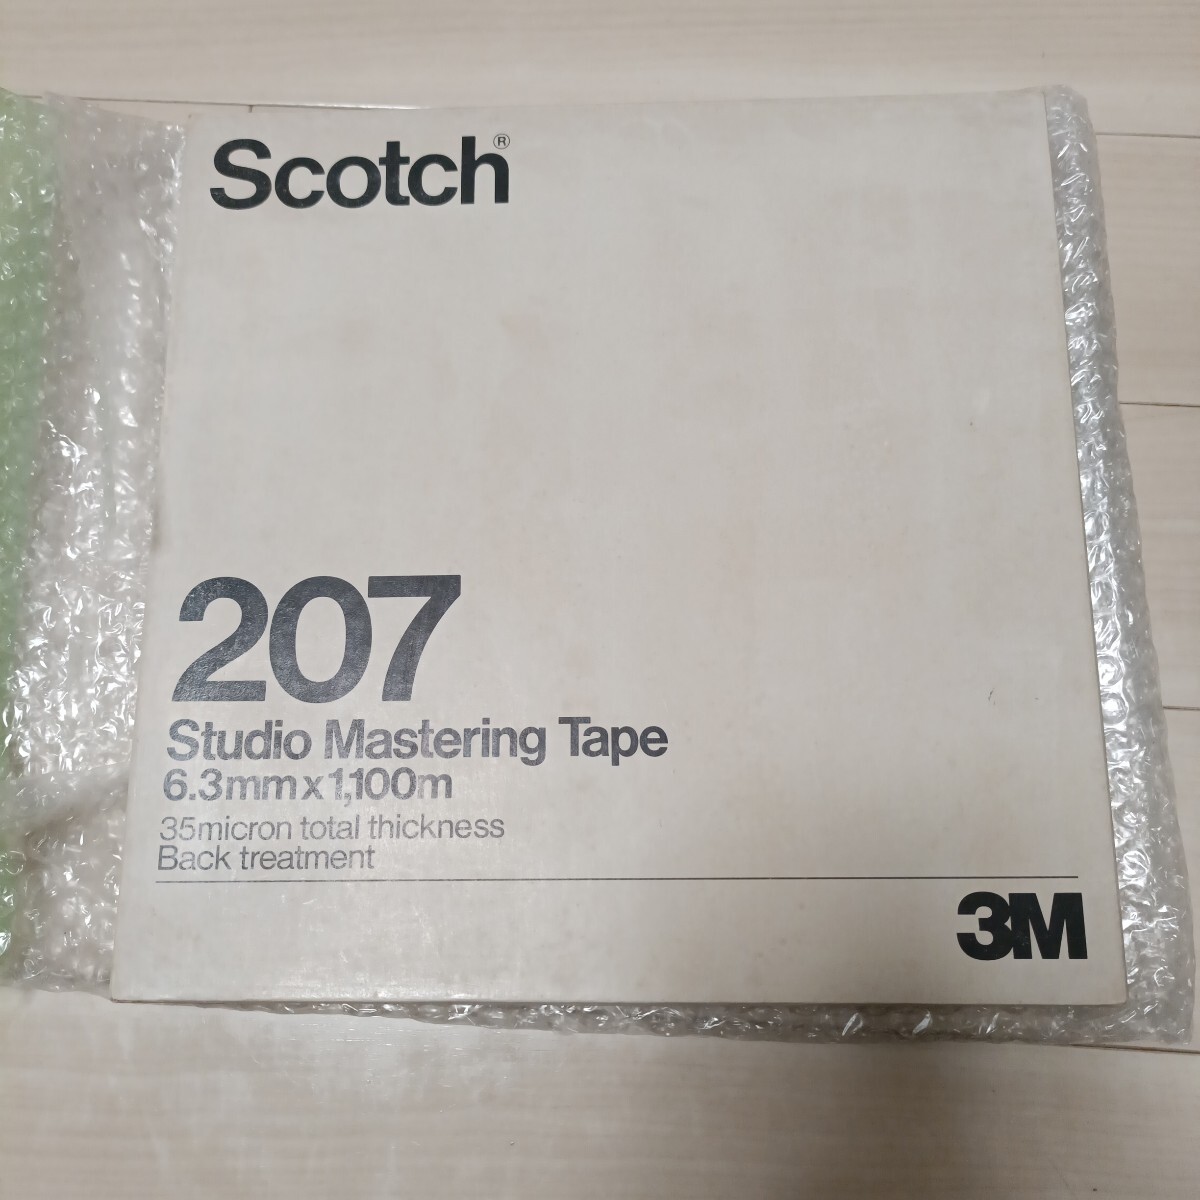 Scotch®
207
Studio Mastering Tape
6.3mm x 1,100m
35micron total thickness
Back treatment
3M